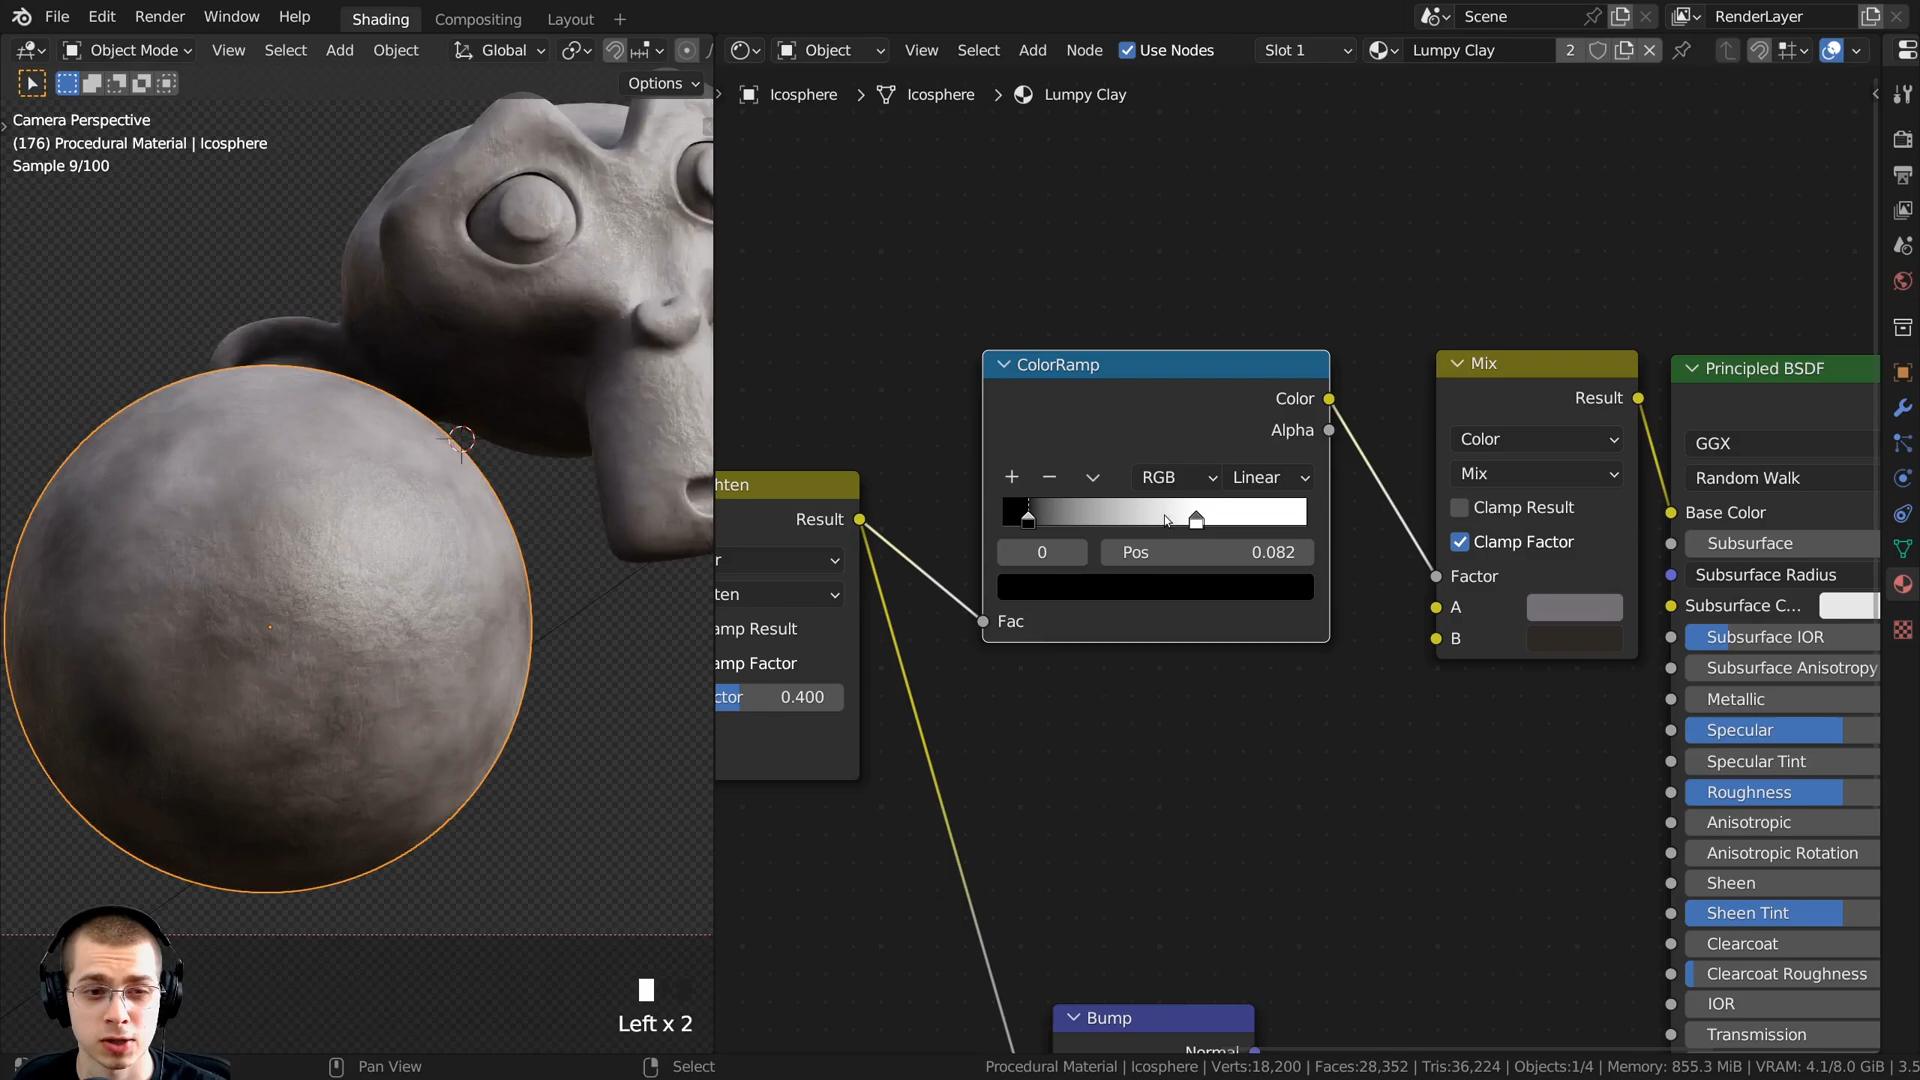 File Edit Render Window Help Shading Compositing Layout + Scene RenderLayer
Object Mode View Select Add Object Global Object View Select Add Node Use Nodes Slot 1 Lumpy Clay 2
Options
Icosphere > Icosphere > Lumpy Clay
Camera Perspective
(176) Procedural Material | Icosphere
Sample 9/100
ColorRamp
Color
Alpha
RGB Linear
0 Pos 0.082
Fac
Mix
Result
Color
Mix
Clamp Result
Clamp Factor
Factor
A
B
hten
Result
r
ten
amp Result
amp Factor
ctor 0.400
Principled BSDF
GGX
Random Walk
Base Color
Subsurface
Subsurface Radius
Subsurface C...
Subsurface IOR
Subsurface Anisotropy
Metallic
Specular
Specular Tint
Roughness
Anisotropic
Anisotropic Rotation
Sheen
Sheen Tint
Clearcoat
Clearcoat Roughness
IOR
Transmission
Bump
Normal
Left x 2
Pan View Select Procedural Material | Icosphere | Verts:18,200 | Faces:28,352 | Tris:36,224 | Objects:1/4 | Memory: 855.3 MiB | VRAM: 4.1/8.0 GiB | 3.5